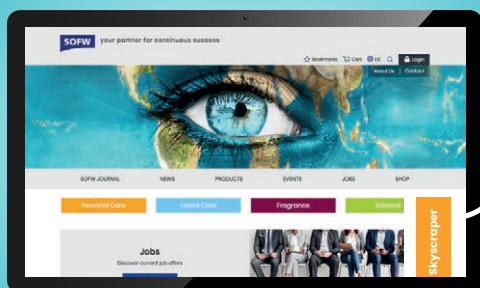 SOFW your partner for continuous success
Bookmarks Cart DE Login
About Us Contact
SOFW JOURNAL NEWS PRODUCTS EVENTS JOBS SHOP
Personal Care Home Care Fragrance General
Jobs
Discover current job offers
Skyscraper